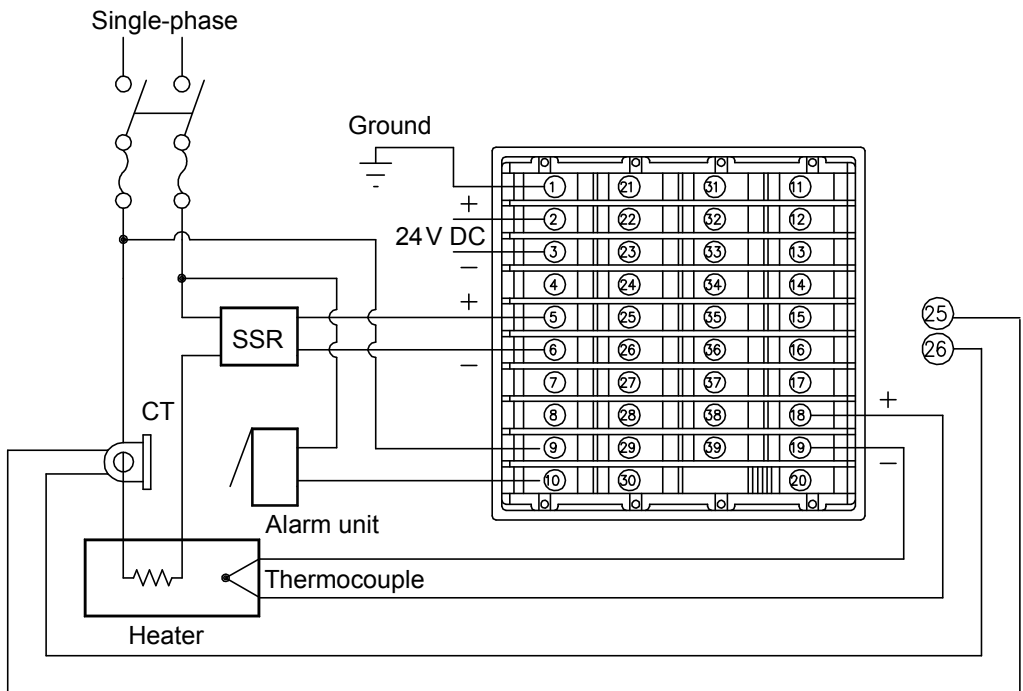 Single-phase
Ground
+
24 V DC
−
+
−
SSR
CT
Alarm unit
Thermocouple
Heater
1 21 31 11
2 22 32 12
3 23 33 13
4 24 34 14
5 25 35 15
6 26 36 16
7 27 37 17
8 28 38 18
9 29 39 19
10 30 20
+
−
25
26